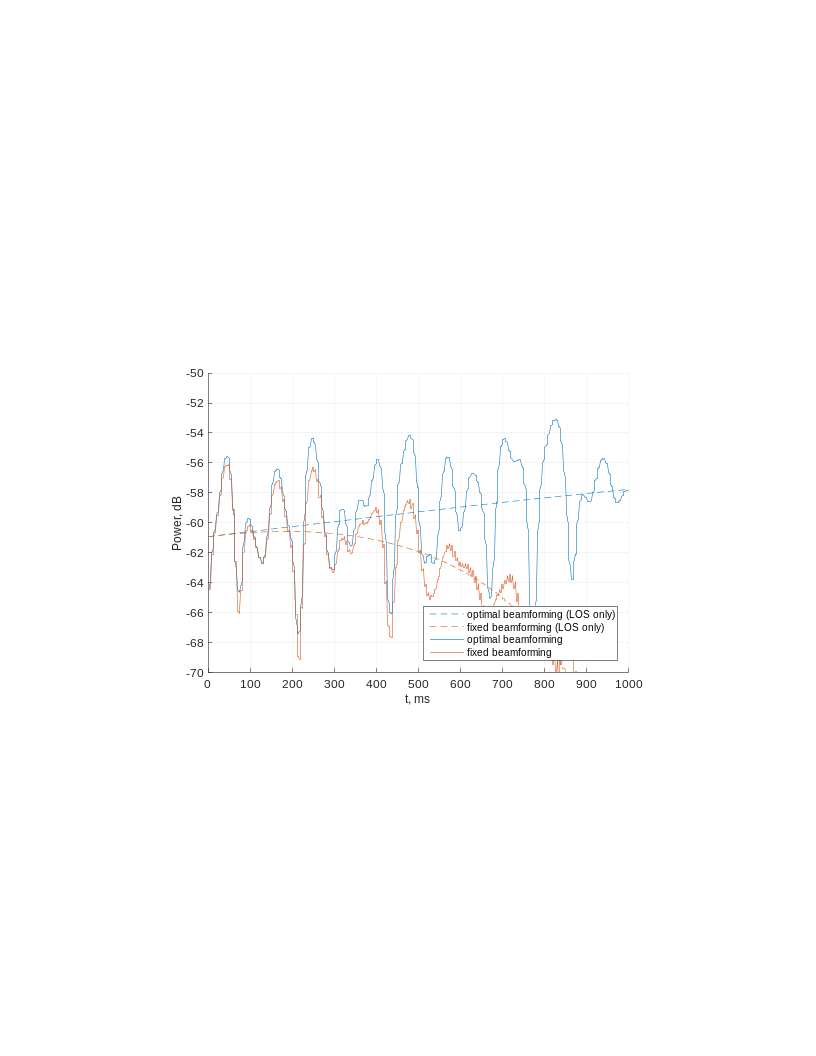 -50
-52
-54
-56
-58
-60
-62
-64
-66
-68
-70
Power, dB
optimal beamforming (LOS only)
fixed beamforming (LOS only)
optimal beamforming
fixed beamforming
0 100 200 300 400 500 600 700 800 900 1000
t, ms